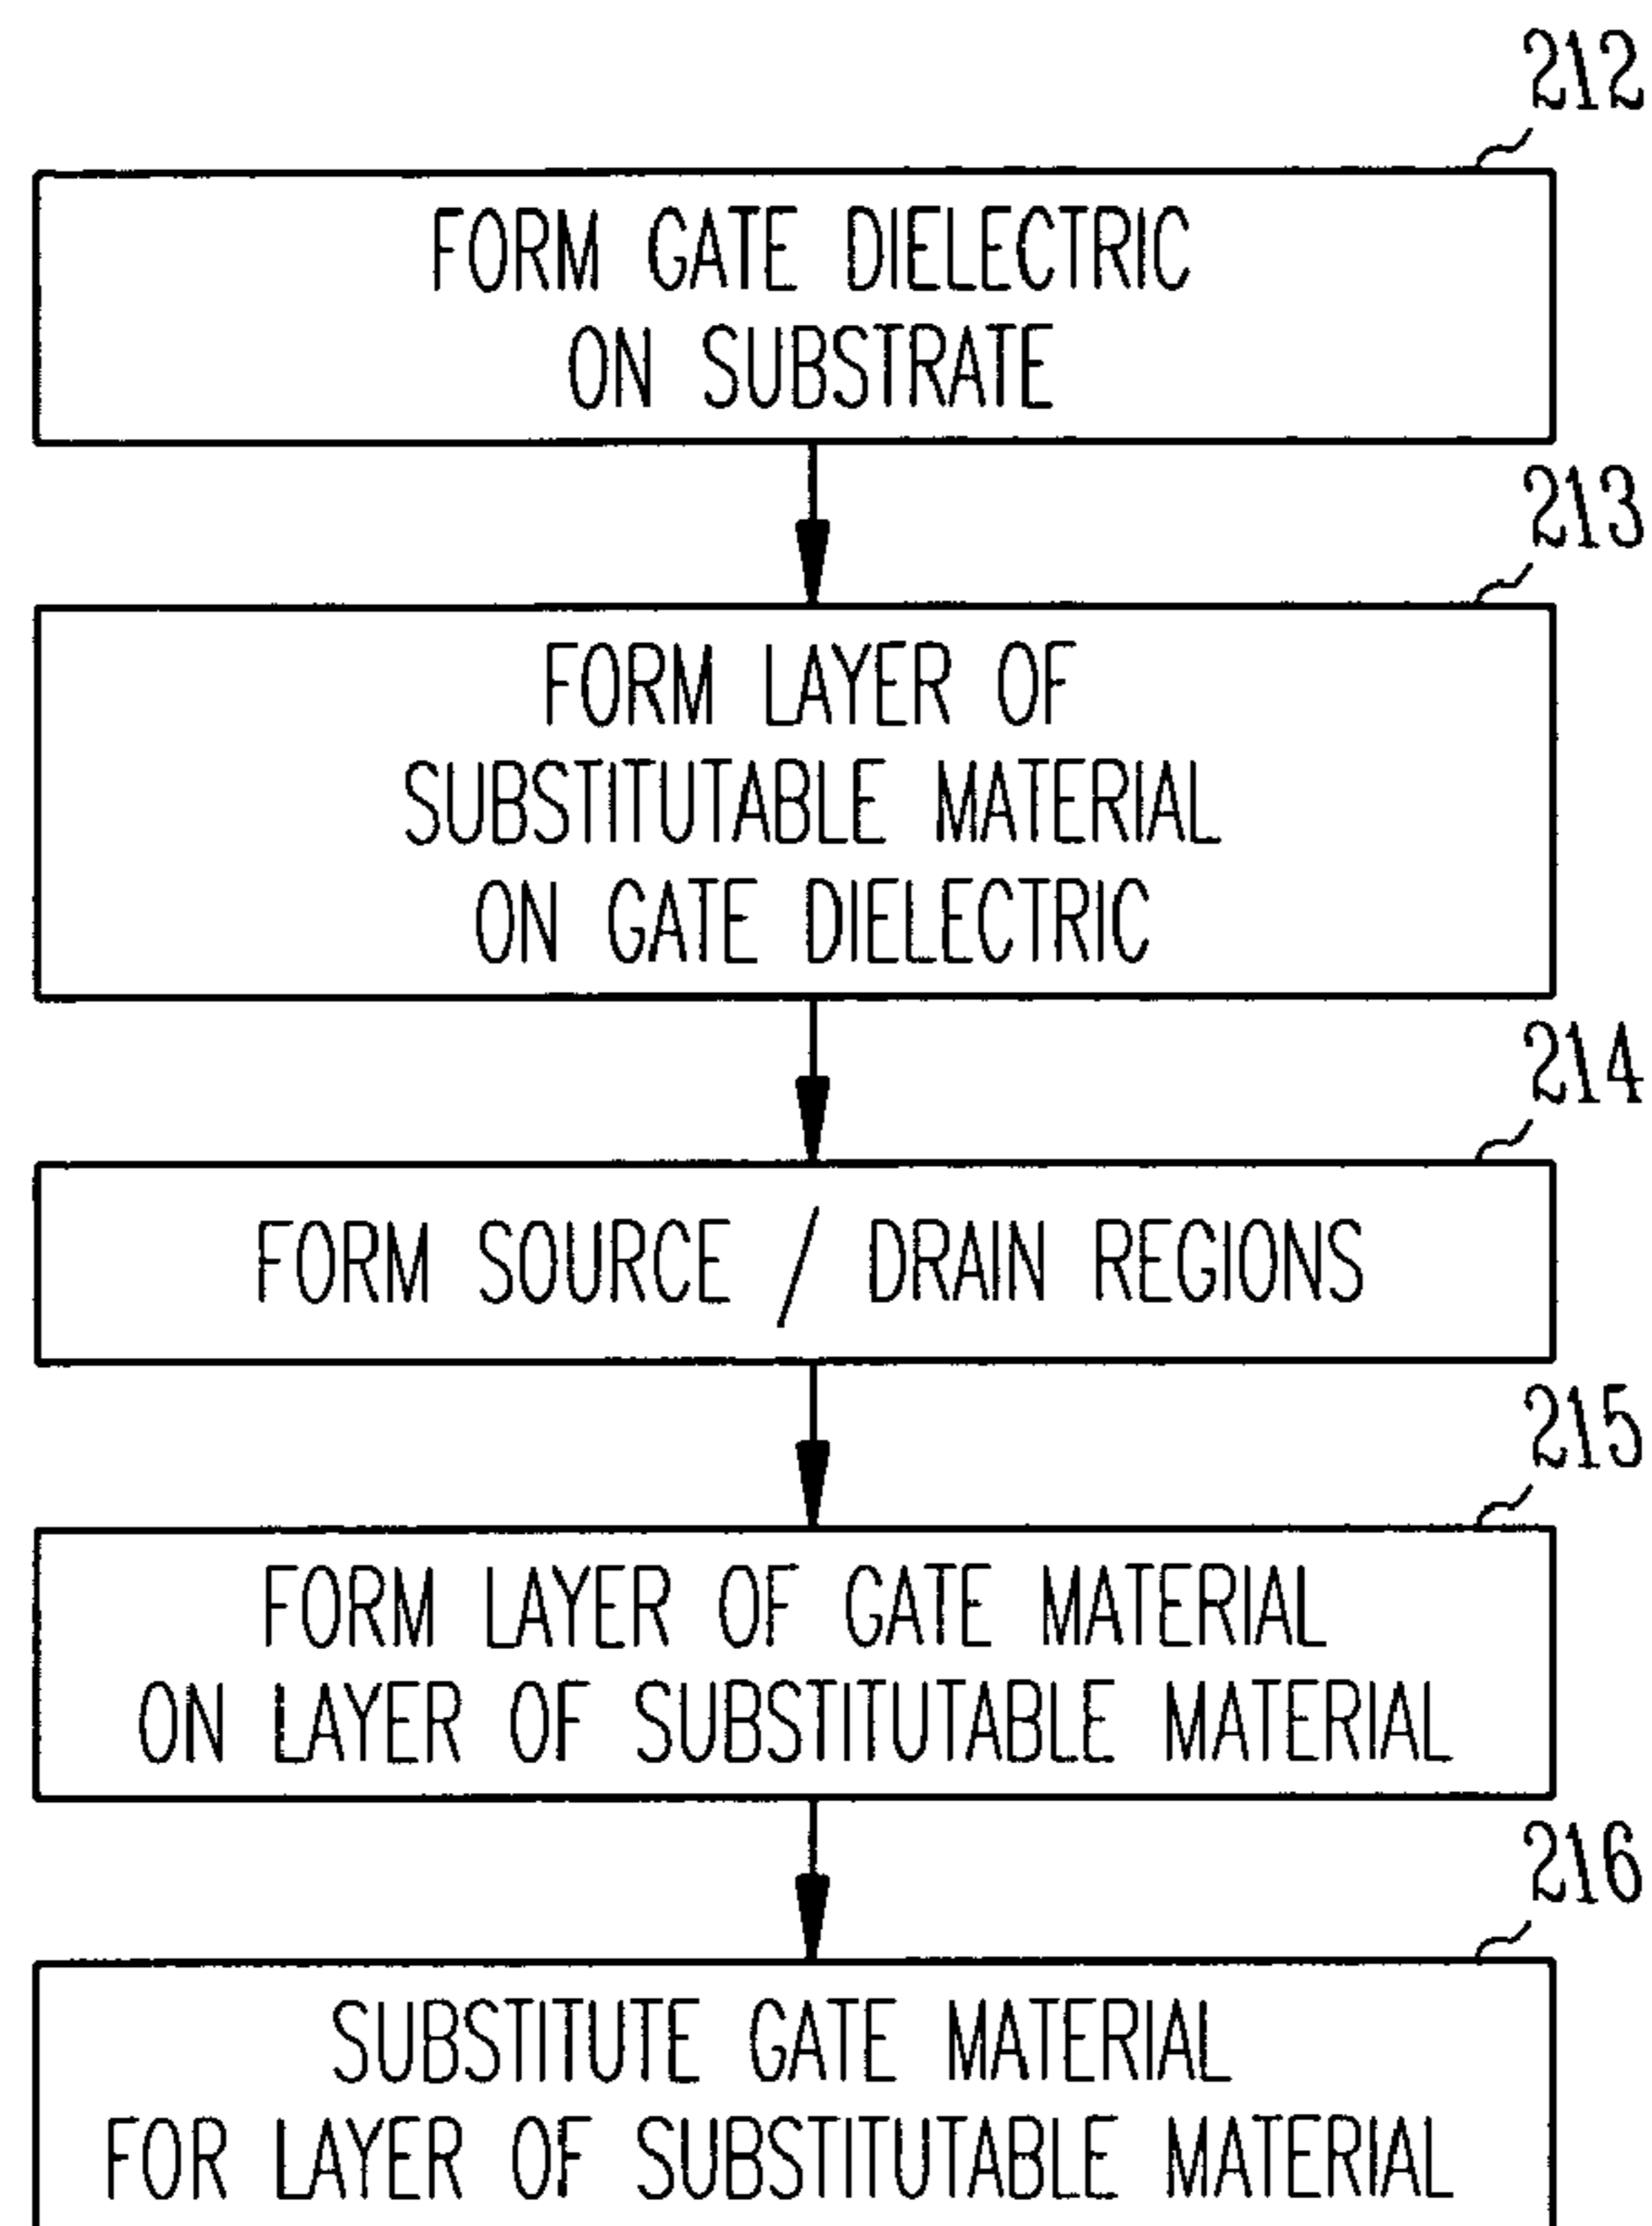 212
FORM GATE DIELECTRIC
ON SUBSTRATE
213
FORM LAYER OF
SUBSTITUTABLE MATERIAL
ON GATE DIELECTRIC
214
FORM SOURCE / DRAIN REGIONS
215
FORM LAYER OF GATE MATERIAL
ON LAYER OF SUBSTITUTABLE MATERIAL
216
SUBSTITUTE GATE MATERIAL
FOR LAYER OF SUBSTITUTABLE MATERIAL